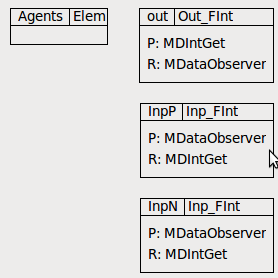 Agents Elem
out Out_FInt
P: MDIntGet
R: MDataObserver
InpP Inp_FInt
P: MDataObserver
R: MDIntGet
InpN Inp_FInt
P: MDataObserver
R: MDIntGet